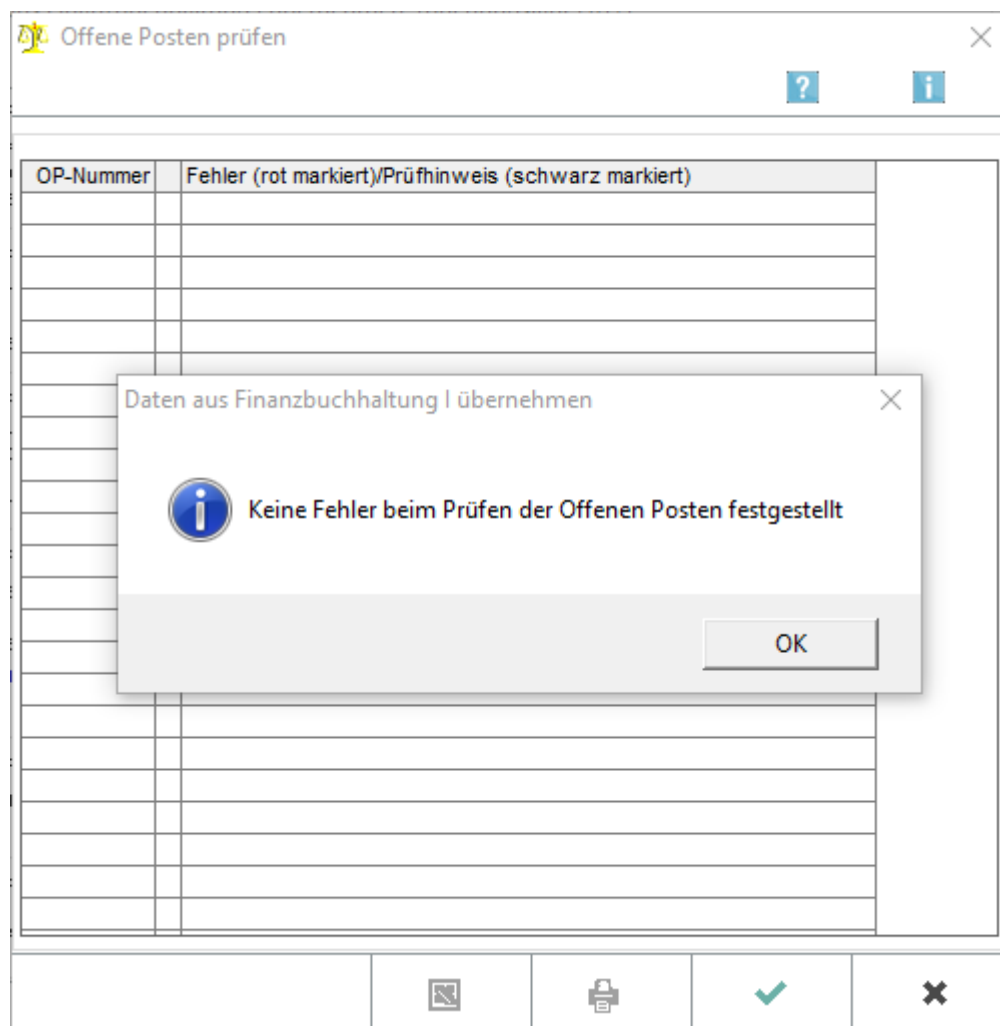 Offene Posten prüfen
?
i
OP-Nummer Fehler (rot markiert)/Prüfhinweis (schwarz markiert)
Daten aus Finanzbuchhaltung I übernehmen
Keine Fehler beim Prüfen der Offenen Posten festgestellt
OK